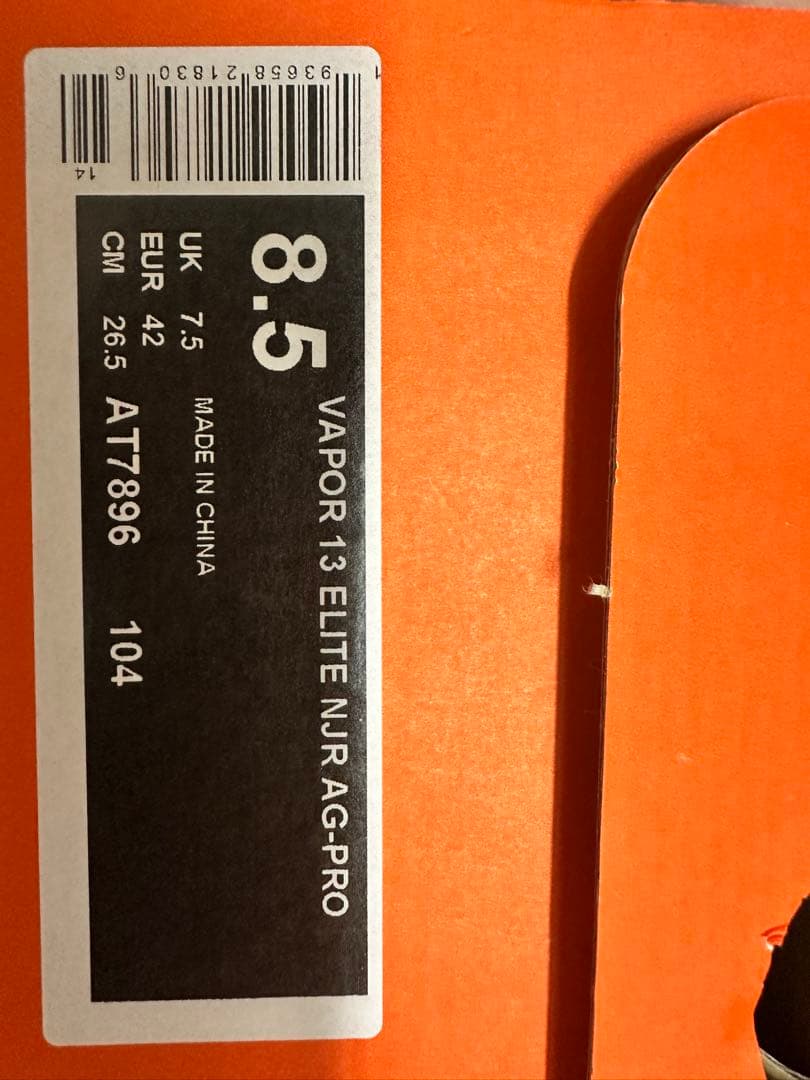 1 93658 21830 6
14
8.5 VAPOR 13 ELITE NJR AG-PRO
UK 7.5 MADE IN CHINA
EUR 42
CM 26.5 AT7896 104